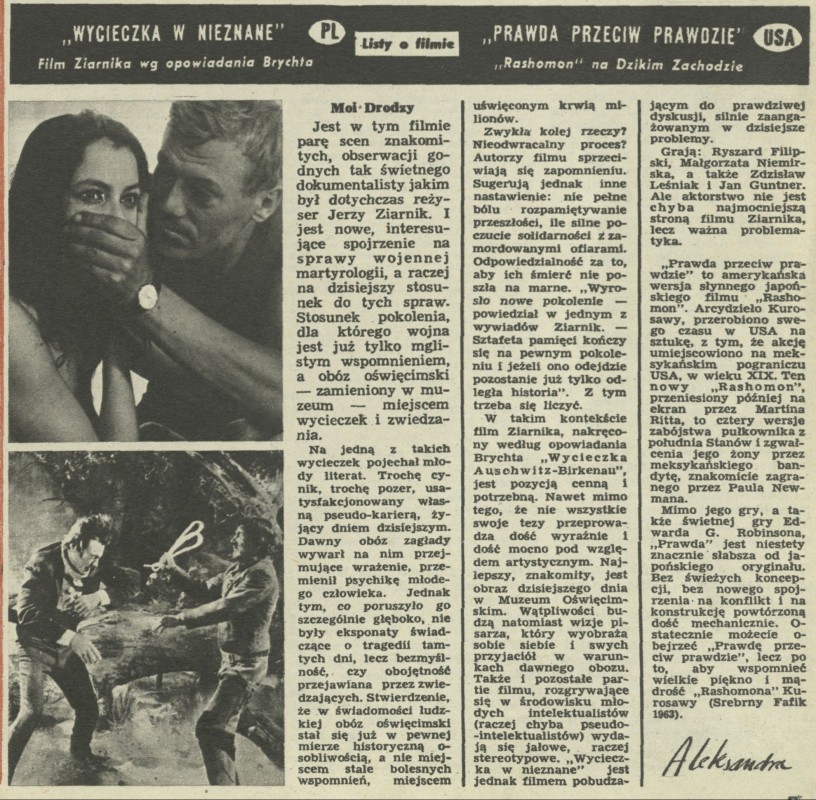 „WYCIECZKA W NIEZNANE" PL
Film Ziarnika wg opowiadania Brychta
Listy o filmie
„PRAWDA PRZECIW PRAWDZIE' USA
„Rashomon" na Dzikim Zachodzie
Moi Drodzy
Jest w tym filmie
parę scen znakomi-
tych, obserwacji go-
dnych tak świetnego
dokumentalisty jakim
był dotychczas reży-
ser Jerzy Ziarnik. I
jest nowe, interesu-
jące spojrzenie na
sprawy wojennej
martyrologii, a raczej
na dzisiejszy stosu-
nek do tych spraw.
Stosunek pokolenia,
dla którego wojna
jest już tylko mgli-
stym wspomnieniem,
a obóz oświęcimski
— zamieniony w mu-
zeum — miejscem
wycieczek i zwiedza-
nia.
Na jedną z takich
wycieczek pojechał mło-
dy literat. Trochę cy-
nik, trochę pozer, usa-
tysfakcjonowany włas-
ną pseudo-karierą, ży-
jący dniem dzisiejszym.
Dawny obóz zagłady
wywarł na nim przej-
mujące wrażenie, prze-
mienił psychikę młode-
go człowieka. Jednak
tym, co poruszyło go
szczególnie głęboko, nie
były eksponaty świad-
czące o tragedii tam-
tych dni, lecz bezmyśl-
ność, czy obojętność
przejawiana przez zwie-
dzających. Stwierdzenie,
że w świadomości ludz-
kiej obóz oświęcimski
stał się już w pewnej
mierze historyczną o-
sobliwością, a nie miej-
scem stale bolesnych
wspomnień, miejscem
uświęconym krwią mi-
lionów.
Zwykła kolej rzeczy?
Nieodwracalny proces?
Autorzy filmu sprzeci-
wiają się zapomnieniu.
Sugerują jednak inne
nastawienie: nie pełne
bólu rozpamiętywanie
przeszłości, ile silne po-
czucie solidarności z za-
mordowanymi ofiarami.
Odpowiedzialność za to,
aby ich śmierć nie po-
szła na marne. „Wyro-
sło nowe pokolenie —
powiedział w jednym z
wywiadów Ziarnik. —
Sztafeta pamięci kończy
się na pewnym pokole-
niu i jeżeli ono odejdzie
pozostanie już tylko od-
legła historia". Z tym
trzeba się liczyć.
W takim kontekście
film Ziarnika, nakręco-
ny według opowiadania
Brychta „Wycieczka
Auschwitz-Birkenau",
jest pozycją cenną i
potrzebną. Nawet mimo
tego, że nie wszystkie
swoje tezy przeprowa-
dza dość wyraźnie i
dość mocno pod wzglę-
dem artystycznym. Naj-
lepszy, znakomity, jest
obraz dzisiejszego dnia
w Muzeum Oświęcim-
skim. Wątpliwości bu-
dzą natomiast wizje pi-
sarza, który wyobraża
sobie siebie i swych
przyjaciół w warun-
kach dawnego obozu.
Także i pozostałe par-
tie filmu, rozgrywające
się w środowisku mło-
dych intelektualistów
(raczej chyba pseudo-
-intelektualistów) wyda-
ją się jałowe, raczej
stereotypowe. „Wyciecz-
ka w nieznane" jest
jednak filmem pobudza-
jącym do prawdziwej
dyskusji, silnie zaanga-
żowanym w dzisiejsze
problemy.
Grają: Ryszard Filip-
ski, Małgorzata Niemir-
ska, a także Zdzisław
Leśniak i Jan Guntner.
Ale aktorstwo nie jest
chyba najmocniejszą
stroną filmu Ziarnika,
lecz ważna problema-
tyka.
„Prawda przeciw pra-
wdzie" to amerykańska
wersja słynnego japoń-
skiego filmu „Rasho-
mon". Arcydzieło Kuro-
sawy, przerobiono swe-
go czasu w USA na
sztukę, z tym, że akcję
umiejscowiono na mek-
sykańskim pograniczu
USA, w wieku XIX. Ten
nowy „Rashomon",
przeniesiony później na
ekran przez Martina
Ritta, to cztery wersje
zabójstwa pułkownika z
południa Stanów i zgwał-
cenia jego żony przez
meksykańskiego ban-
dytę, znakomicie zagra-
nego przez Paula New-
mana.
Mimo jego gry, a ta-
kże świetnej gry Ed-
warda G. Robinsona,
„Prawda" jest niestety
znacznie słabsza od ja-
pońskiego oryginału.
Bez świeżych koncep-
cji, bez nowego spoj-
rzenia na konflikt i na
konstrukcję powtórzoną
dość mechanicznie. O-
statecznie możecie o-
bejrzeć „Prawdę prze-
ciw prawdzie", lecz po
to, aby wspomnieć
wielkie piękno i mą-
drość „Rashomona" Ku-
rosawy (Srebrny Fafik
1963).
Aleksandra